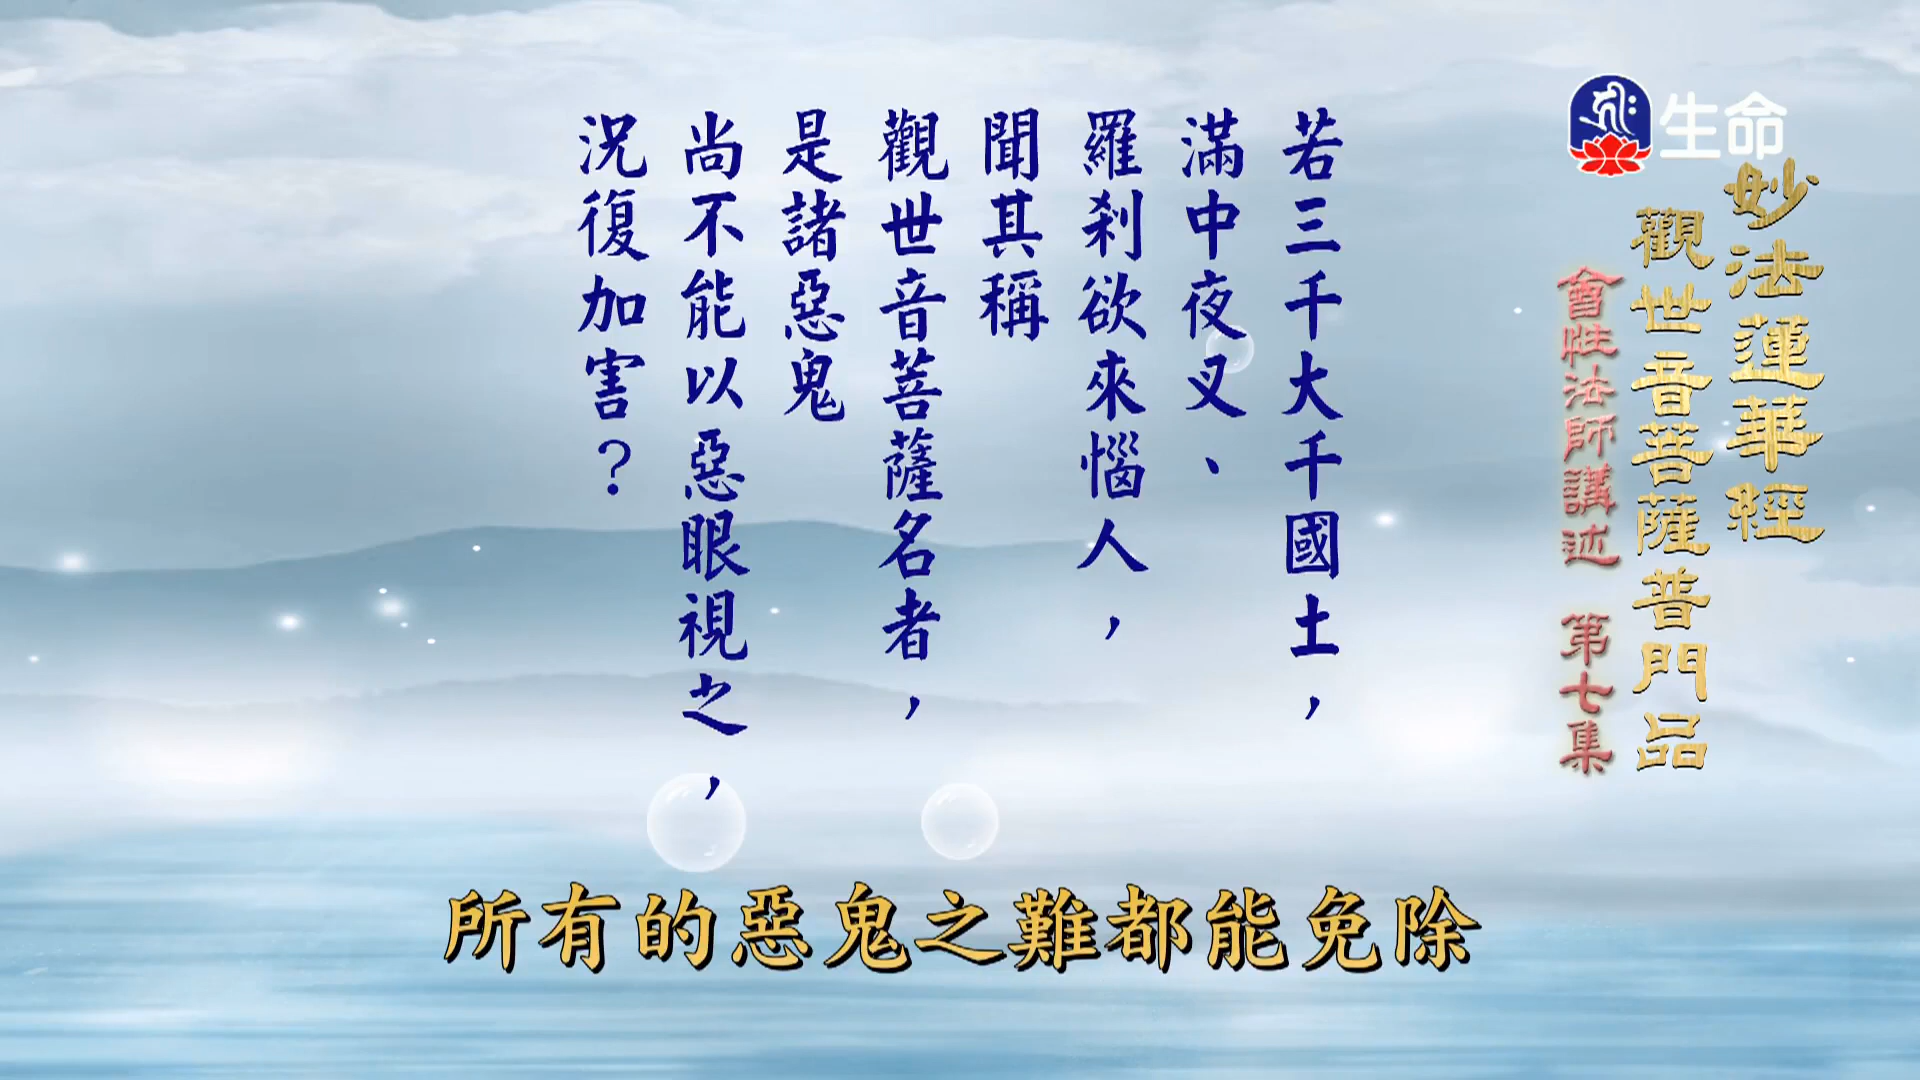 生命
妙法蓮華經
觀世音菩薩普門品
會性法師講述 第七集
若三千大千國土，
滿中夜叉、
羅剎欲來惱人，
聞其稱
觀世音菩薩名者，
是諸惡鬼
尚不能以惡眼視之，
況復加害？
所有的惡鬼之難都能免除